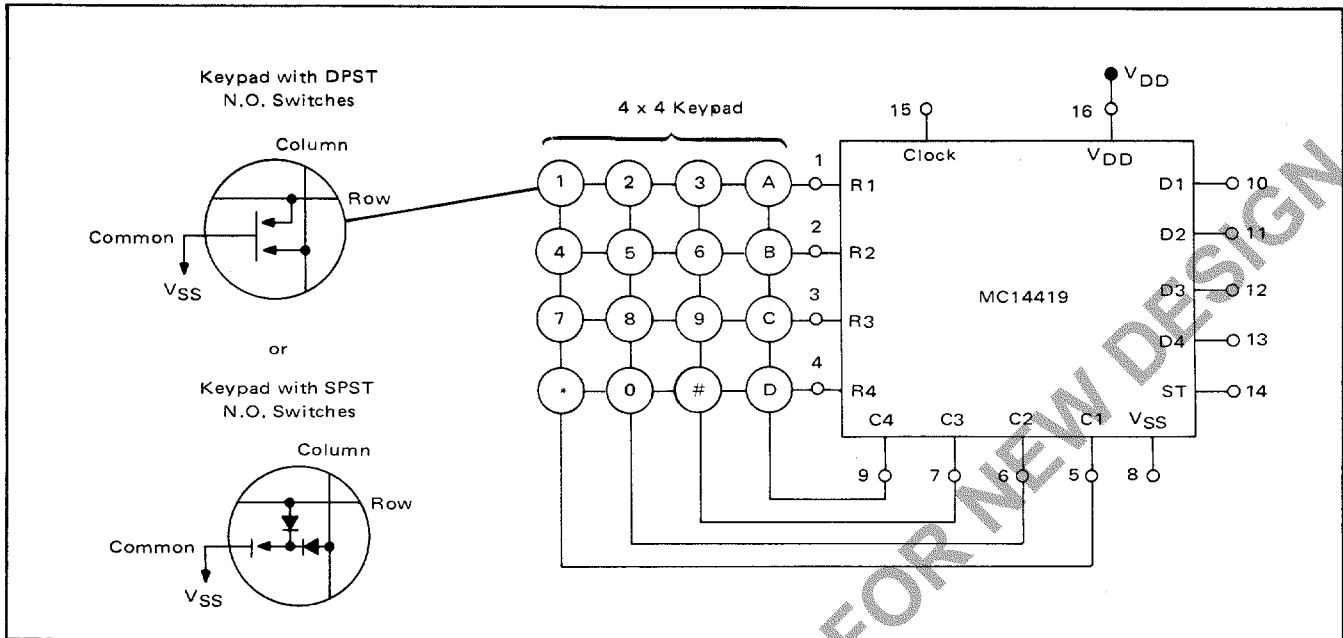 Keypad with DPST
N.O. Switches
Column
Row
Common
VSS
or
Keypad with SPST
N.O. Switches
Column
Row
Common
VSS
4 x 4 Keypad
1 2 3 A
4 5 6 B
7 8 9 C
* 0 # D
1
2
3
4
R1
R2
R3
R4
15
Clock
VDD
16
VDD
MC14419
D1 10
D2 11
D3 12
D4 13
ST 14
C4 C3 C2 C1 VSS
9 7 6 5 8
FOR NEW DESIGN